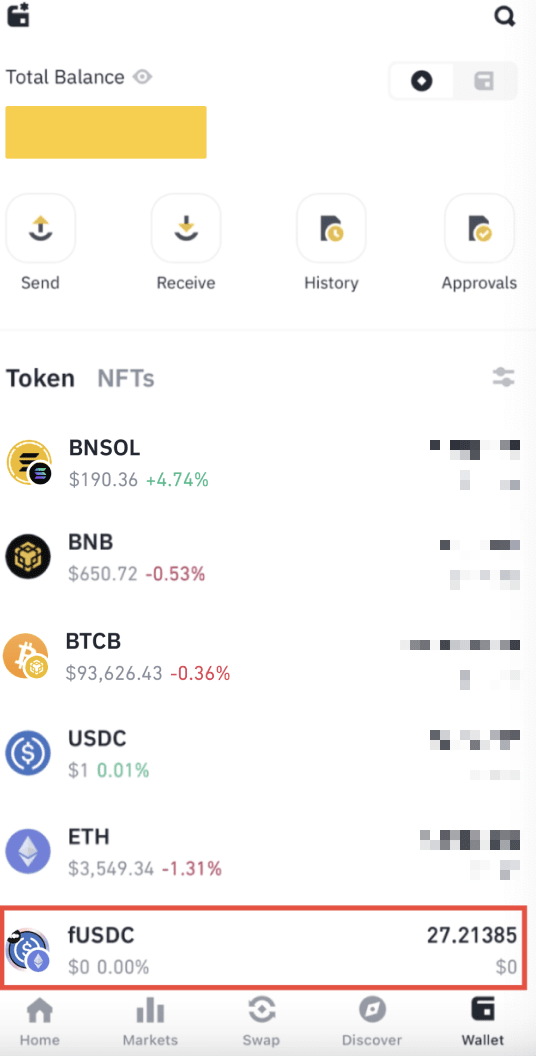 Total Balance
Send Receive History Approvals
Token NFTs
BNSOL
$190.36 +4.74%
BNB
$650.72 -0.53%
BTCB
$93,626.43 -0.36%
USDC
$1 0.01%
ETH
$3,549.34 -1.31%
fUSDC 27.21385
$0 0.00% $0
Home Markets Swap Discover Wallet